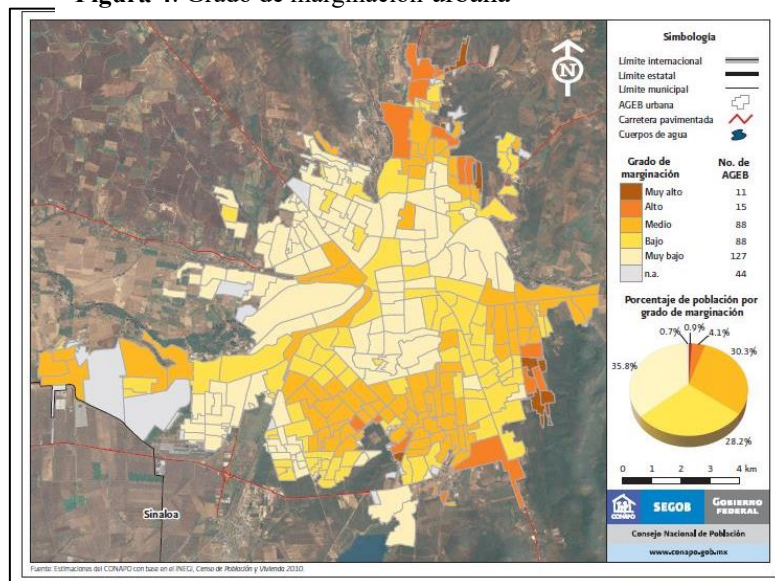 Figura 4. Grado de marginación urbana
N
Sinaloa
Simbología
Límite internacional
Límite estatal
Límite municipal
AGEB urbana
Carretera pavimentada
Cuerpos de agua
Grado de marginación No. de AGEB
Muy alto 11
Alto 15
Medio 88
Bajo 88
Muy bajo 127
n.a. 44
Porcentaje de población por
grado de marginación
0.7% 0.9% 4.1%
30.3%
35.8%
28.2%
0 1 2 3 4 km
CONAPO SEGOB GOBIERNO FEDERAL
Consejo Nacional de Población
www.conapo.gob.mx
Fuente: Estimaciones del CONAPO con base en el INEGI, Censo de Población y Vivienda 2010.